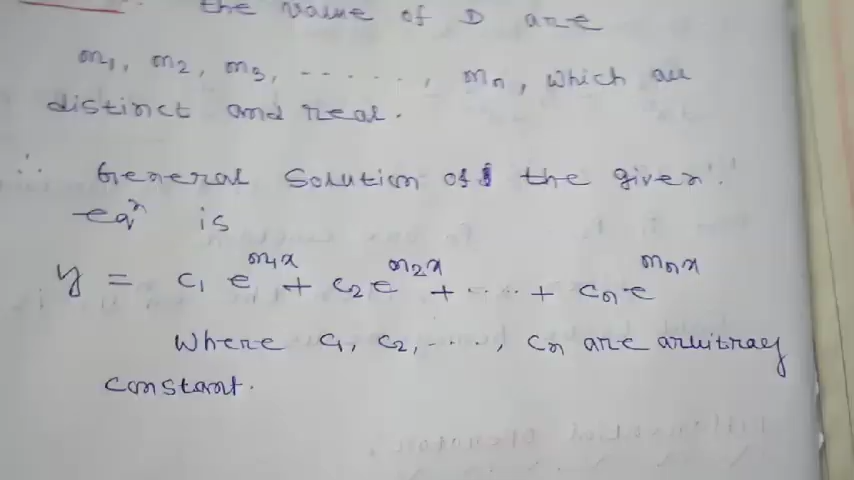 the value of D are
m1, m2, m3, ......, mn, which are
distinct and real.
∴ General Solution of the given
eqⁿ is
y = c1 e^m1x + c2 e^m2x + ... + cn e^mnx
Where c1, c2, ...., cn are arbitrary
constant.